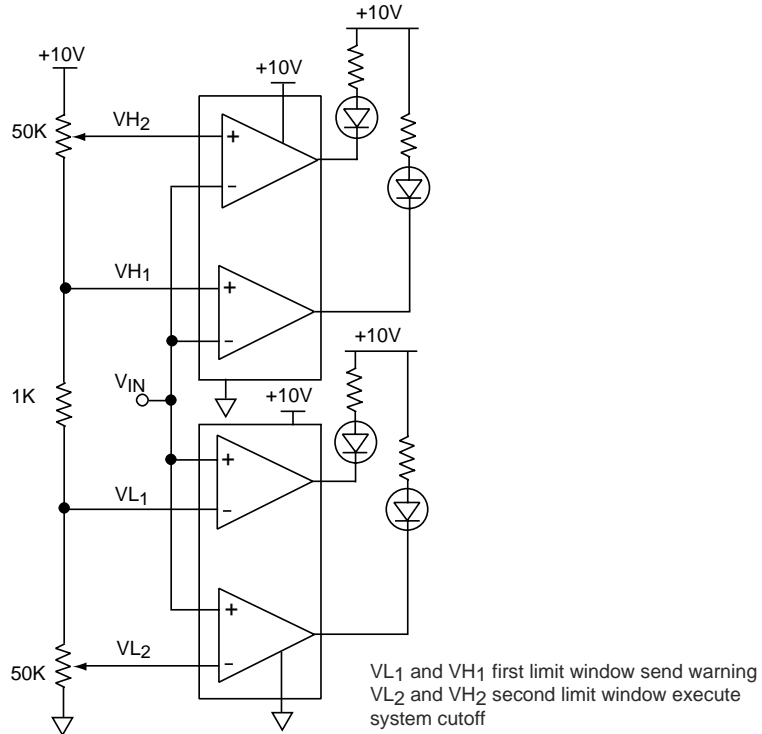 +10V
+10V
+10V
50K
VH2
+
−
VH1
+
−
+10V
1K
VIN
+10V
+
−
VL1
+
−
50K
VL2
VL1 and VH1 first limit window send warning
VL2 and VH2 second limit window execute
system cutoff